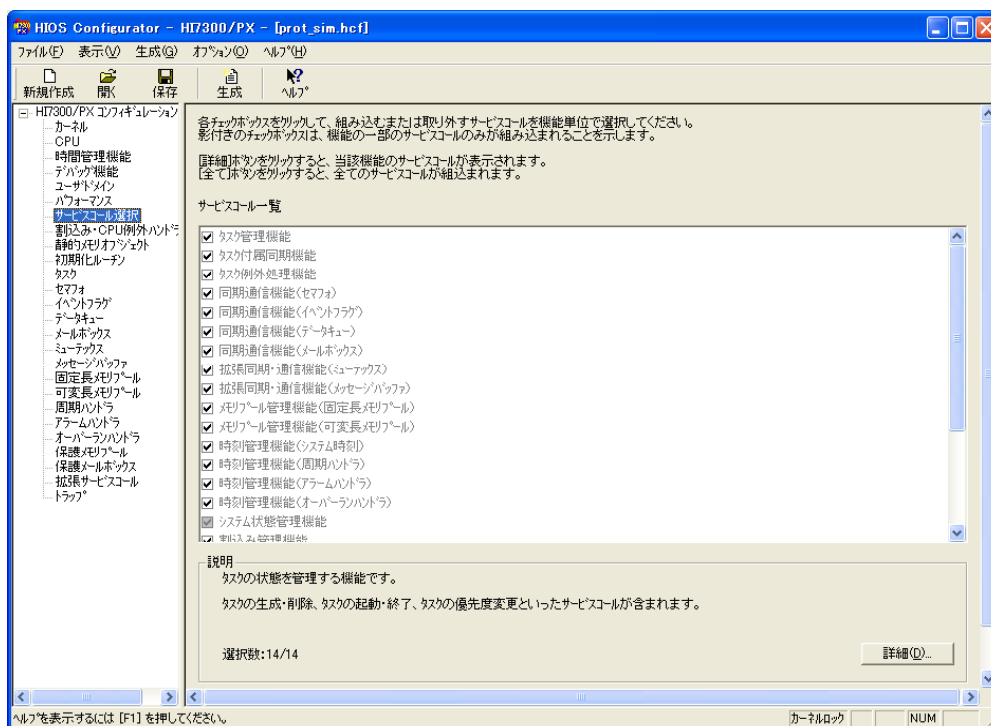 HIOS Configurator - HI7300/PX - [prot_sim.hcf]
ファイル(F) 表示(V) 生成(G) オプション(O) ヘルプ(H)
新規作成 開く 保存 生成 ヘルプ
HI7300/PX コンフィギュレーション
カーネル
CPU
時間管理機能
デバッグ機能
ユーザドメイン
パフォーマンス
サービスコール選択
割込み・CPU例外ハンドラ
静的メモリオブジェクト
初期化ルーチン
タスク
セマフォ
イベントフラグ
データキュー
メールボックス
ミューテックス
メッセージバッファ
固定長メモリプール
可変長メモリプール
周期ハンドラ
アラームハンドラ
オーバーランハンドラ
保護メモリプール
保護メールボックス
拡張サービスコール
トラップ
各チェックボックスをクリックして、組み込むまたは取り外すサービスコールを機能単位で選択してください。
影付きのチェックボックスは、機能の一部のサービスコールのみが組み込まれることを示します。
[詳細]ボタンをクリックすると、当該機能のサービスコールが表示されます。
[全て]ボタンをクリックすると、全てのサービスコールが組込まれます。
サービスコール一覧
タスク管理機能
タスク付属同期機能
タスク例外処理機能
同期通信機能(セマフォ)
同期通信機能(イベントフラグ)
同期通信機能(データキュー)
同期通信機能(メールボックス)
拡張同期・通信機能(ミューテックス)
拡張同期・通信機能(メッセージバッファ)
メモリプール管理機能(固定長メモリプール)
メモリプール管理機能(可変長メモリプール)
時刻管理機能(システム時刻)
時刻管理機能(周期ハンドラ)
時刻管理機能(アラームハンドラ)
時刻管理機能(オーバーランハンドラ)
システム状態管理機能
割込み管理機能
説明
タスクの状態を管理する機能です。
タスクの生成・削除、タスクの起動・終了、タスクの優先度変更といったサービスコールが含まれます。
選択数:14/14
詳細(D)...
ヘルプを表示するには [F1] を押してください。
カーネルロック NUM